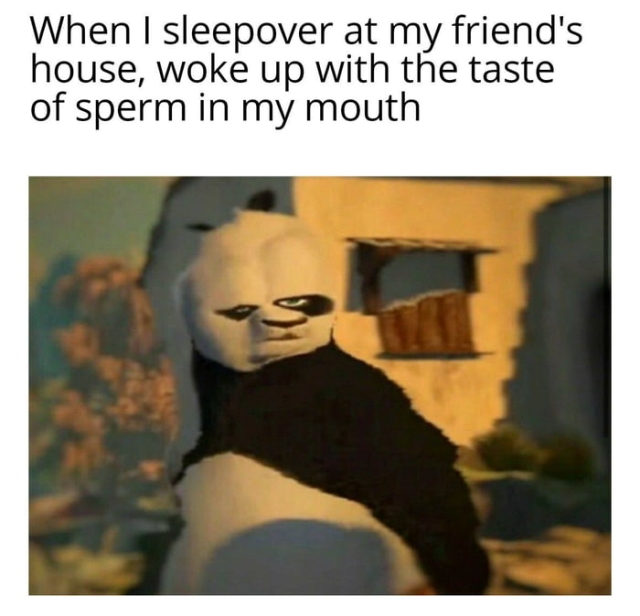 When I sleepover at my friend's
house, woke up with the taste
of sperm in my mouth